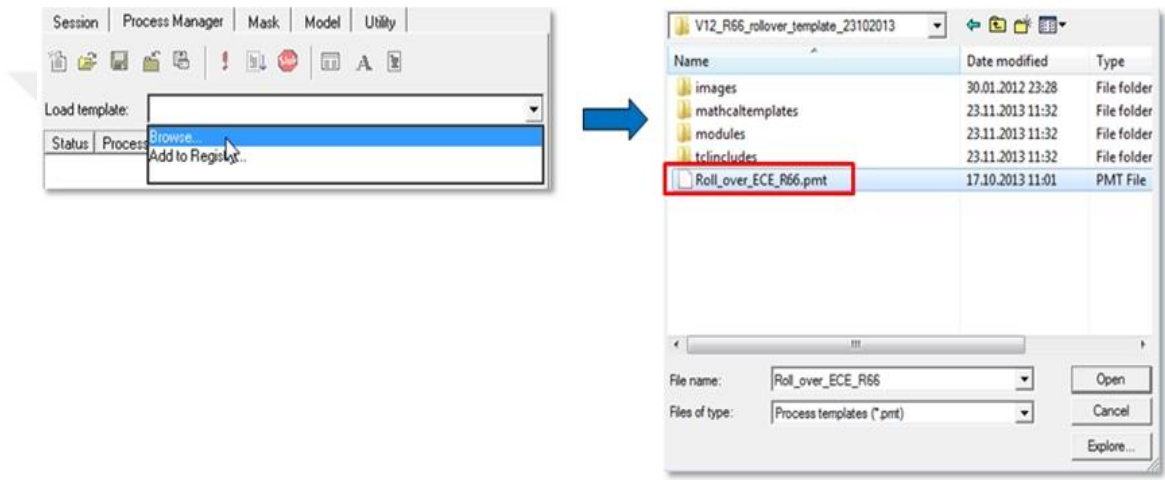 Session Process Manager Mask Model Utility
Load template:
Browse...
Status Process
Add to Registry...
V12_R66_rollover_template_23102013
Name Date modified Type
images 30.01.2012 23:28 File folder
mathcaltemplates 23.11.2013 11:32 File folder
modules 23.11.2013 11:32 File folder
tclincludes 23.11.2013 11:32 File folder
Roll_over_ECE_R66.pmt 17.10.2013 11:01 PMT File
File name: Roll_over_ECE_R66 Open
Files of type: Process templates (*.pmt) Cancel
Explore...